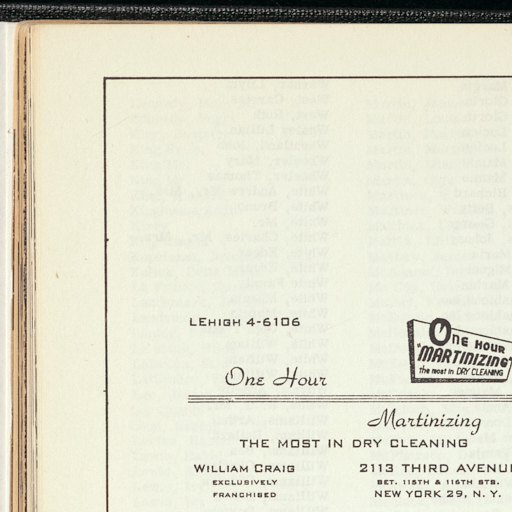 LEHIGH 4-6106
ONE HOUR
"MARTINIZING"
the most in DRY CLEANING
One Hour
Martinizing
THE MOST IN DRY CLEANING
WILLIAM CRAIG
EXCLUSIVELY
FRANCHISED
2113 THIRD AVENU
BET. 115TH & 116TH STS.
NEW YORK 29, N. Y.